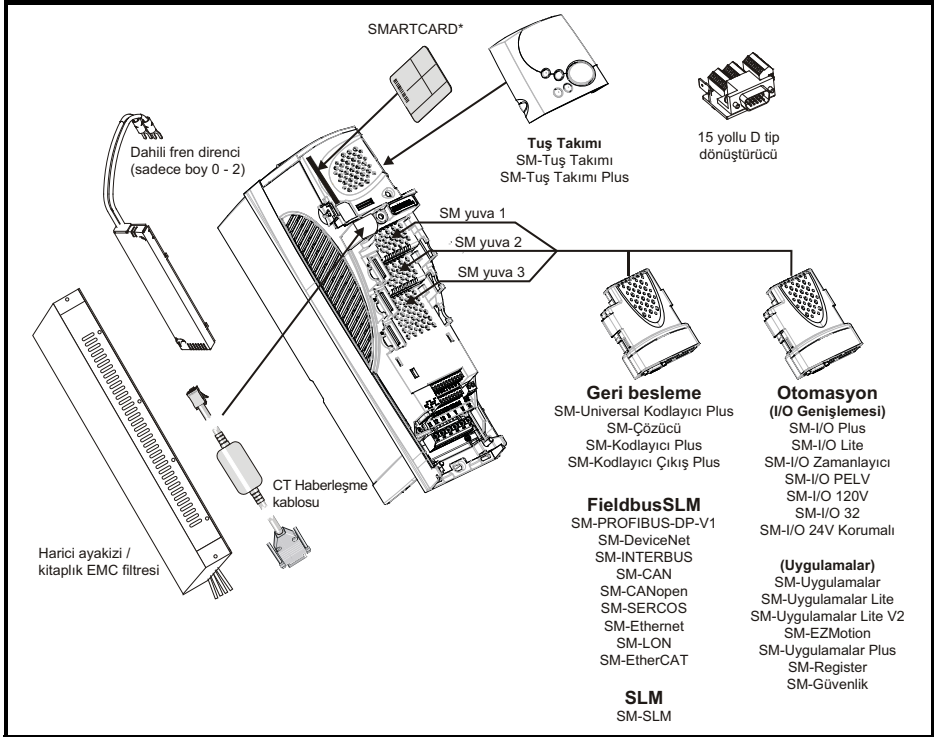 SMARTCARD*
Tuş Takımı
SM-Tuş Takımı
SM-Tuş Takımı Plus
15 yollu D tip
dönüştürücü
Dahili fren direnci
(sadece boy 0 - 2)
SM yuva 1
SM yuva 2
SM yuva 3
CT Haberleşme
kablosu
Harici ayakizi /
kitaplık EMC filtresi
Geri besleme
SM-Universal Kodlayıcı Plus
SM-Çözücü
SM-Kodlayıcı Plus
SM-Kodlayıcı Çıkış Plus
FieldbusSLM
SM-PROFIBUS-DP-V1
SM-DeviceNet
SM-INTERBUS
SM-CAN
SM-CANopen
SM-SERCOS
SM-Ethernet
SM-LON
SM-EtherCAT
SLM
SM-SLM
Otomasyon
(I/O Genişlemesi)
SM-I/O Plus
SM-I/O Lite
SM-I/O Zamanlayıcı
SM-I/O PELV
SM-I/O 120V
SM-I/O 32
SM-I/O 24V Korumalı
(Uygulamalar)
SM-Uygulamalar
SM-Uygulamalar Lite
SM-Uygulamalar Lite V2
SM-EZMotion
SM-Uygulamalar Plus
SM-Register
SM-Güvenlik